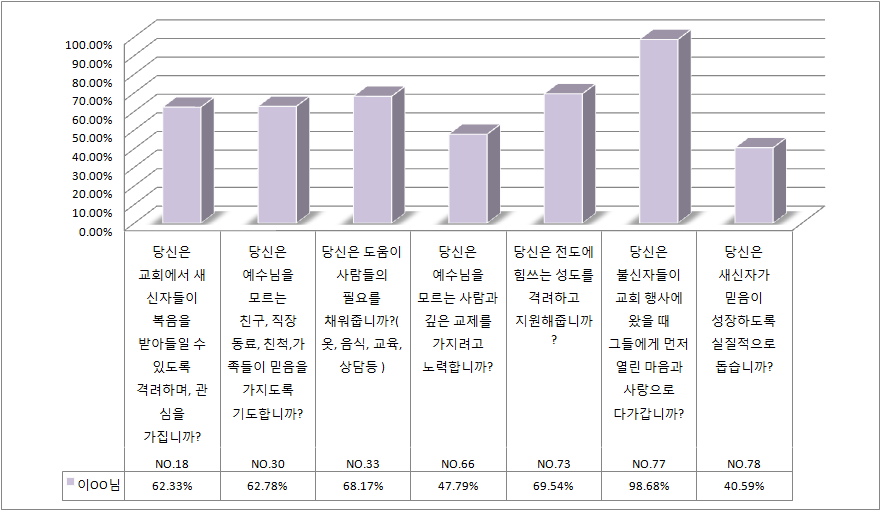 100.00%
90.00%
80.00%
70.00%
60.00%
50.00%
40.00%
30.00%
20.00%
10.00%
0.00%
당신은
교회에서 새
신자들이
복음을
받아들일 수
있도록
격려하며, 관
심을
가집니까?
당신은
예수님을
모르는
친구, 직장
동료, 친척,가
족들이 믿음을
가지도록
기도합니까?
당신은 도움이
사람들의
필요를
채워줍니까?(
옷, 음식, 교육,
상담등 )
당신은
예수님을
모르는 사람과
깊은 교제를
가지려고
노력합니까?
당신은 전도에
힘쓰는 성도를
격려하고
지원해줍니까
?
당신은
불신자들이
교회 행사에
왔을 때
그들에게 먼저
열린 마음과
사랑으로
다가갑니까?
당신은
새신자가
믿음이
성장하도록
실질적으로
돕습니까?
NO.18 NO.30 NO.33 NO.66 NO.73 NO.77 NO.78
이OO님 62.33% 62.78% 68.17% 47.79% 69.54% 98.68% 40.59%